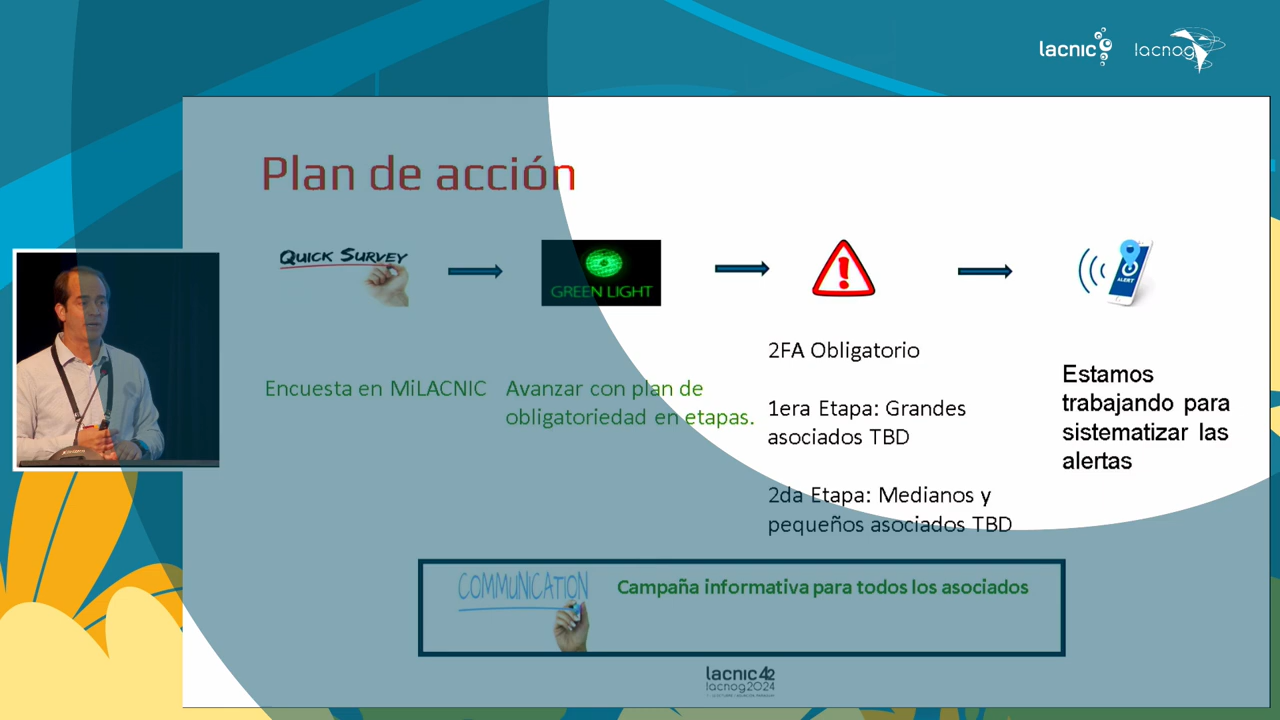 lacnic
lacnog
Plan de acción
QUICK SURVEY
GREEN LIGHT
ALERT
Encuesta en MiLACNIC
Avanzar con plan de
obligatoriedad en etapas.
2FA Obligatorio
1era Etapa: Grandes
asociados TBD
2da Etapa: Medianos y
pequeños asociados TBD
Estamos
trabajando para
sistematizar las
alertas
COMMUNICATION
Campaña informativa para todos los asociados
lacnic42
lacnog2024